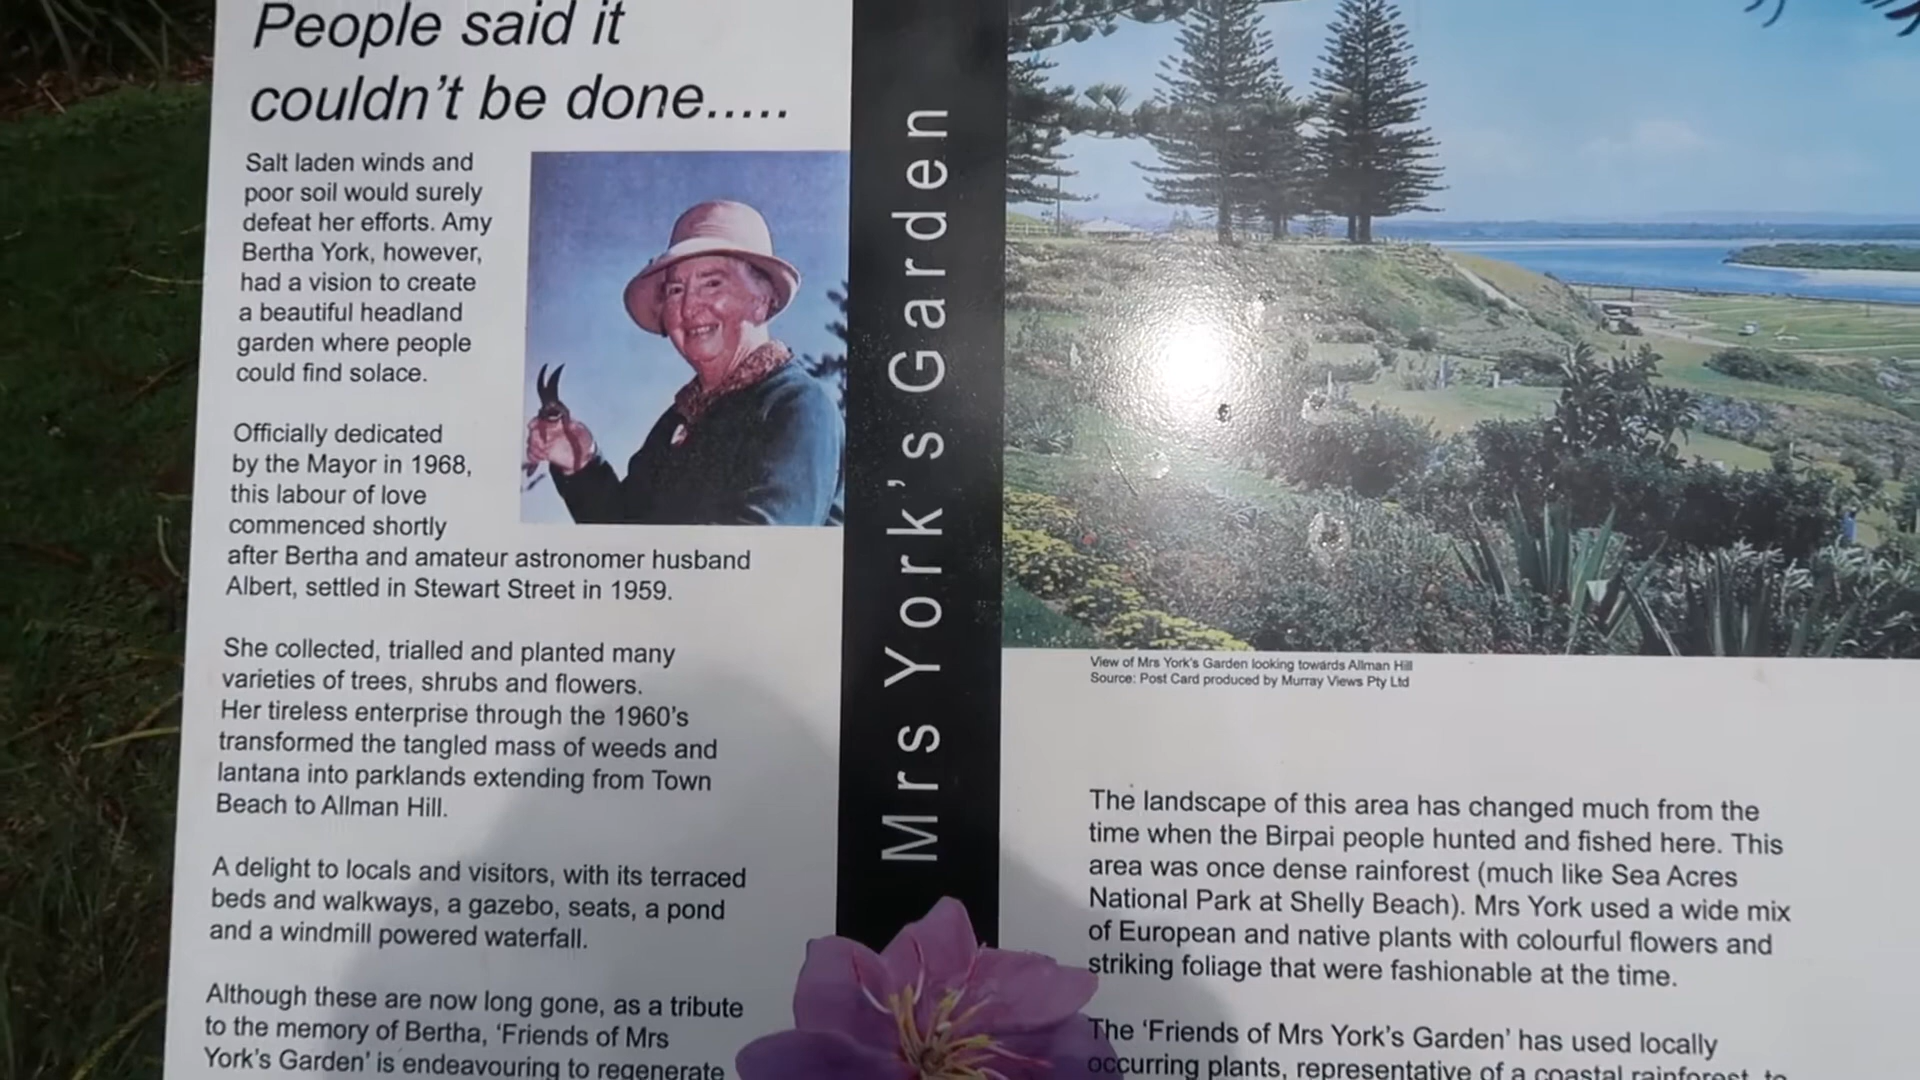 People said it
couldn't be done.....
Salt laden winds and
poor soil would surely
defeat her efforts. Amy
Bertha York, however,
had a vision to create
a beautiful headland
garden where people
could find solace.
Officially dedicated
by the Mayor in 1968,
this labour of love
commenced shortly
after Bertha and amateur astronomer husband
Albert, settled in Stewart Street in 1959.
She collected, trialled and planted many
varieties of trees, shrubs and flowers.
Her tireless enterprise through the 1960's
transformed the tangled mass of weeds and
lantana into parklands extending from Town
Beach to Allman Hill.
A delight to locals and visitors, with its terraced
beds and walkways, a gazebo, seats, a pond
and a windmill powered waterfall.
Although these are now long gone, as a tribute
to the memory of Bertha, 'Friends of Mrs
York's Garden' is endeavouring to regenerate
Mrs York's Garden
View of Mrs York's Garden looking towards Allman Hill
Source: Post Card produced by Murray Views Pty Ltd
The landscape of this area has changed much from the
time when the Birpai people hunted and fished here. This
area was once dense rainforest (much like Sea Acres
National Park at Shelly Beach). Mrs York used a wide mix
of European and native plants with colourful flowers and
striking foliage that were fashionable at the time.
The 'Friends of Mrs York's Garden' has used locally
occurring plants, representative of a coastal rainforest, to